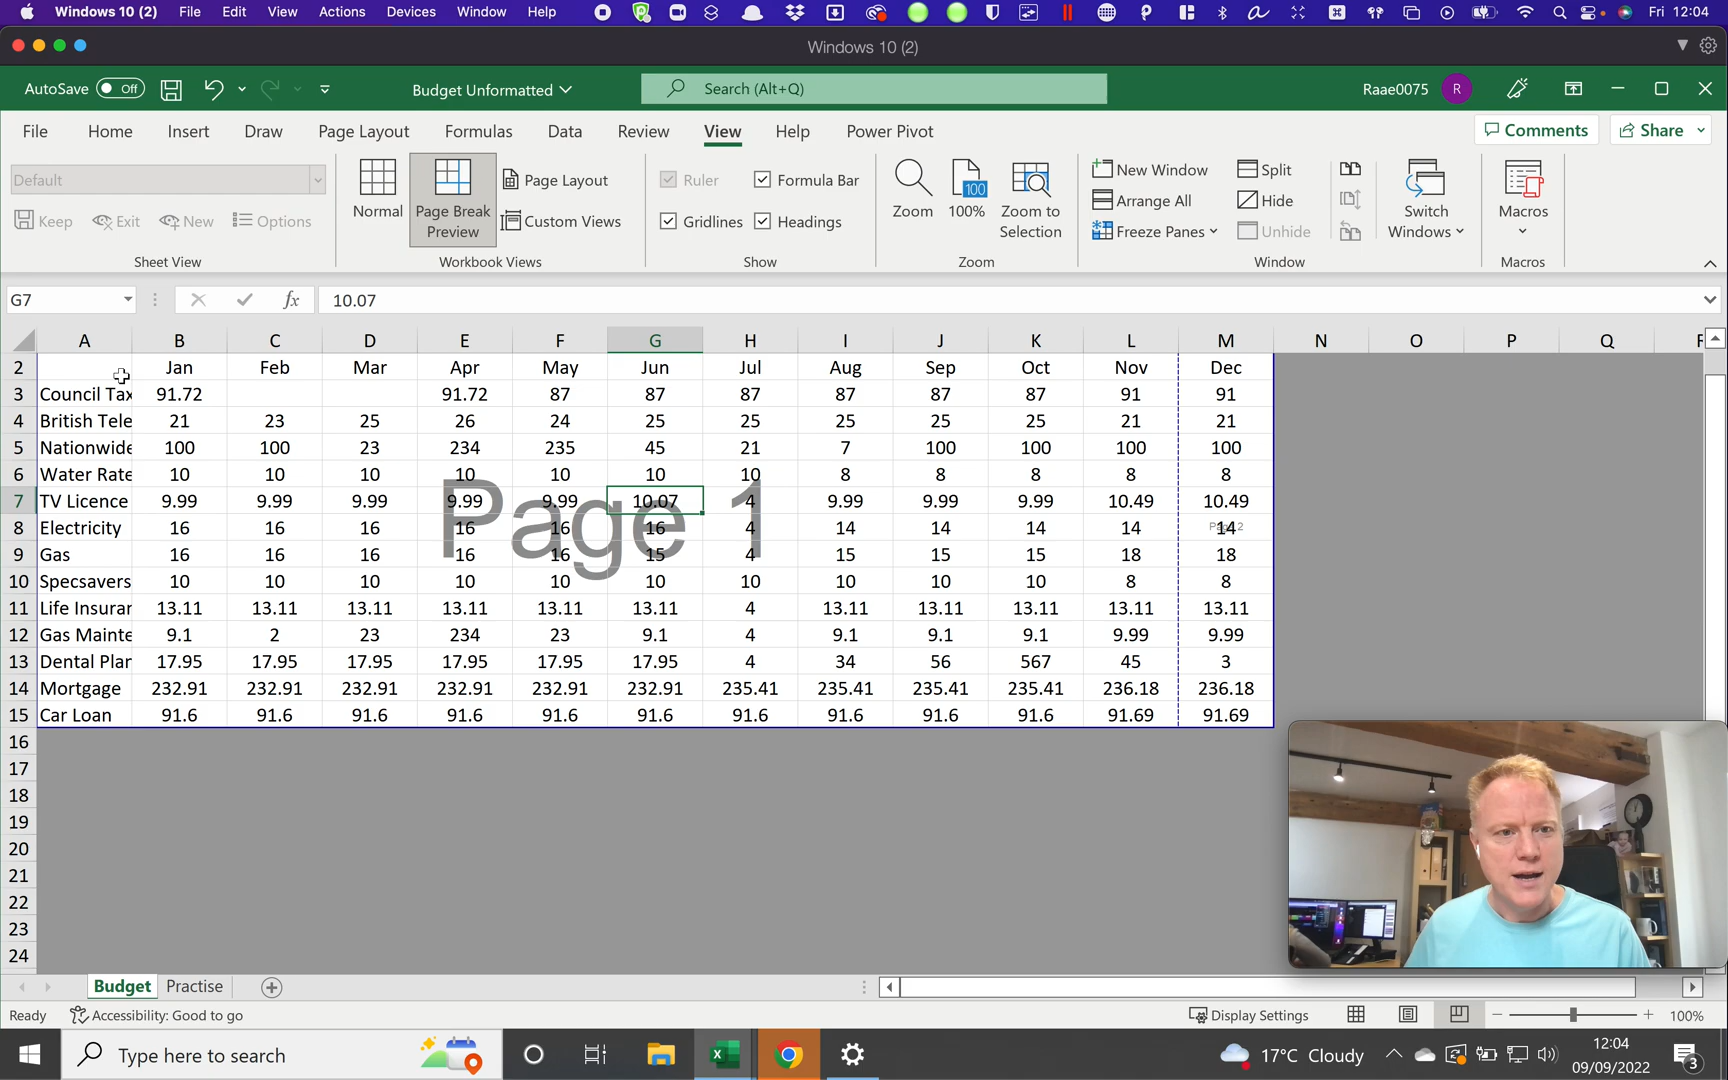 Windows 10 (2) File Edit View Actions Devices Window Help Fri 12:04
Windows 10 (2)
AutoSave Off Budget Unformatted Search (Alt+Q) Raae0075 R
File Home Insert Draw Page Layout Formulas Data Review View Help Power Pivot Comments Share
Default
Keep Exit New Options
Sheet View
Normal
Page Break Preview
Page Layout
Custom Views
Workbook Views
Ruler Formula Bar
Gridlines Headings
Show
Zoom
100
100%
Zoom to Selection
Zoom
New Window
Arrange All
Freeze Panes
Split
Hide
Unhide
Switch Windows
Window
Macros
Macros
G7 fx 10.07
A B C D E F G H I J K L M N O P Q
2 Jan Feb Mar Apr May Jun Jul Aug Sep Oct Nov Dec
3 Council Tax 91.72 91.72 87 87 87 87 87 87 91 91
4 British Tele 21 23 25 26 24 25 25 25 25 25 21 21
5 Nationwide 100 100 23 234 235 45 21 7 100 100 100 100
6 Water Rate 10 10 10 10 10 10 10 8 8 8 8 8
7 TV Licence 9.99 9.99 9.99 9.99 9.99 10.07 4 9.99 9.99 9.99 10.49 10.49
8 Electricity 16 16 16 16 16 16 4 14 14 14 14 14
Page 1
Page 2
9 Gas 16 16 16 16 16 15 4 15 15 15 18 18
10 Specsavers 10 10 10 10 10 10 10 10 10 10 8 8
11 Life Insurar 13.11 13.11 13.11 13.11 13.11 13.11 4 13.11 13.11 13.11 13.11 13.11
12 Gas Mainte 9.1 2 23 234 23 9.1 4 9.1 9.1 9.1 9.99 9.99
13 Dental Plar 17.95 17.95 17.95 17.95 17.95 17.95 4 34 56 567 45 3
14 Mortgage 232.91 232.91 232.91 232.91 232.91 232.91 235.41 235.41 235.41 235.41 236.18 236.18
15 Car Loan 91.6 91.6 91.6 91.6 91.6 91.6 91.6 91.6 91.6 91.6 91.69 91.69
16
17
18
19
20
21
22
23
24
Budget Practise
Ready Accessibility: Good to go Display Settings 100%
Type here to search 17°C Cloudy 12:04
09/09/2022 3